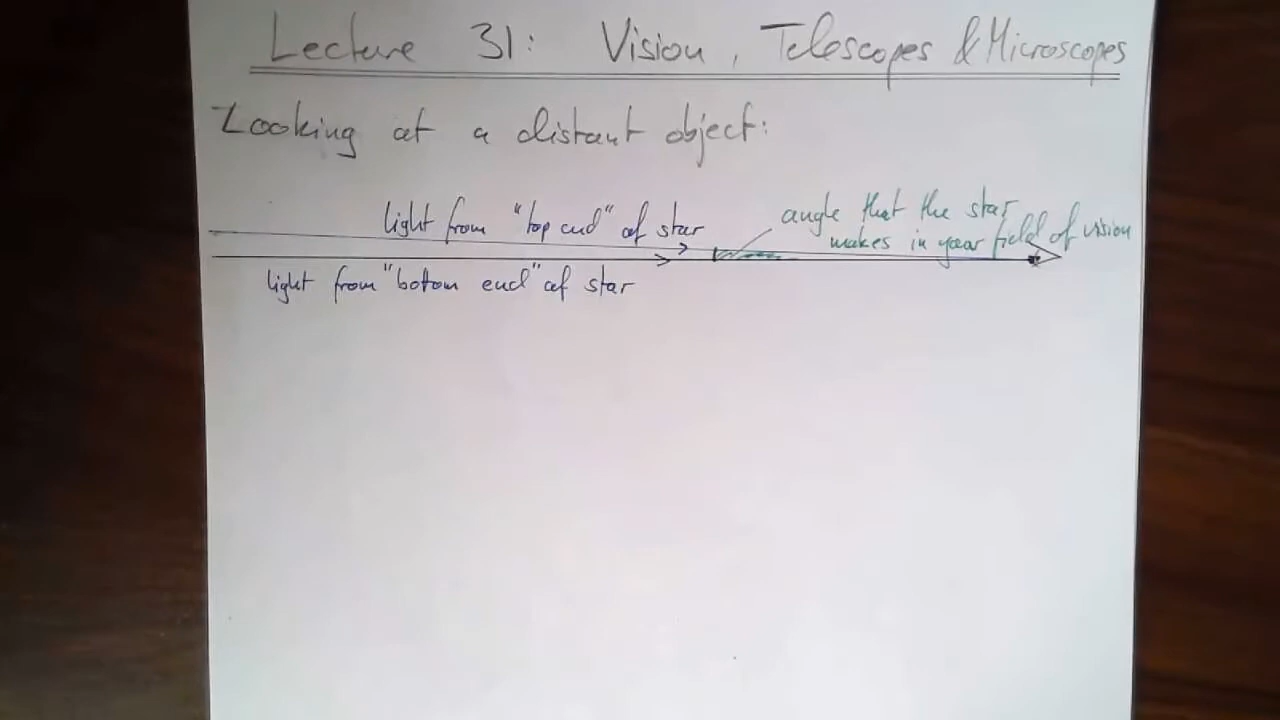 Lecture 31: Vision, Telescopes & Microscopes
Looking at a distant object:
light from "top end" of star
angle that the star
makes in your field of vision
light from "bottom end" of star